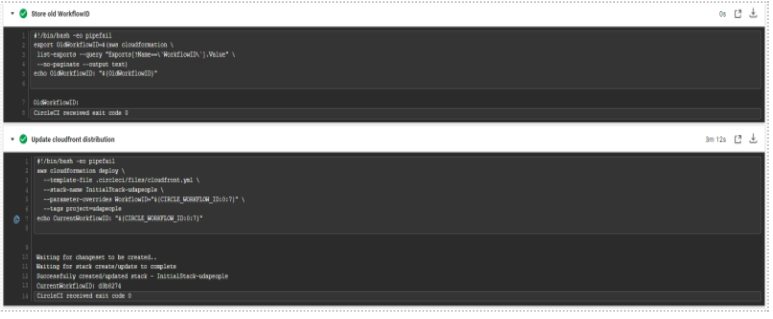 Store old WorkflowID
0s
1 #!/bin/bash -eo pipefail
2 export OldWorkflowID=$(aws cloudformation \
3 list-exports --query "Exports[?Name==\'WorkflowID\'].Value" \
4 --no-paginate --output text)
5 echo OldWorkflowID: "${OldWorkflowID}"
6
7 OldWorkflowID:
8 CircleCI received exit code 0
Update cloudfront distribution
3m 12s
1 #!/bin/bash -eo pipefail
2 aws cloudformation deploy \
3 --template-file .circleci/files/cloudfront.yml \
4 --stack-name InitialStack-udapeople \
5 --parameter-overrides WorkflowID="${CIRCLE_WORKFLOW_ID:0:7}" \
6 --tags project=udapeople
7 echo CurrentWorkflowID: "${CIRCLE_WORKFLOW_ID:0:7}"
8
9
10 Waiting for changeset to be created..
11 Waiting for stack create/update to complete
12 Successfully created/updated stack - InitialStack-udapeople
13 CurrentWorkflowID:
14 CircleCI received exit code 0